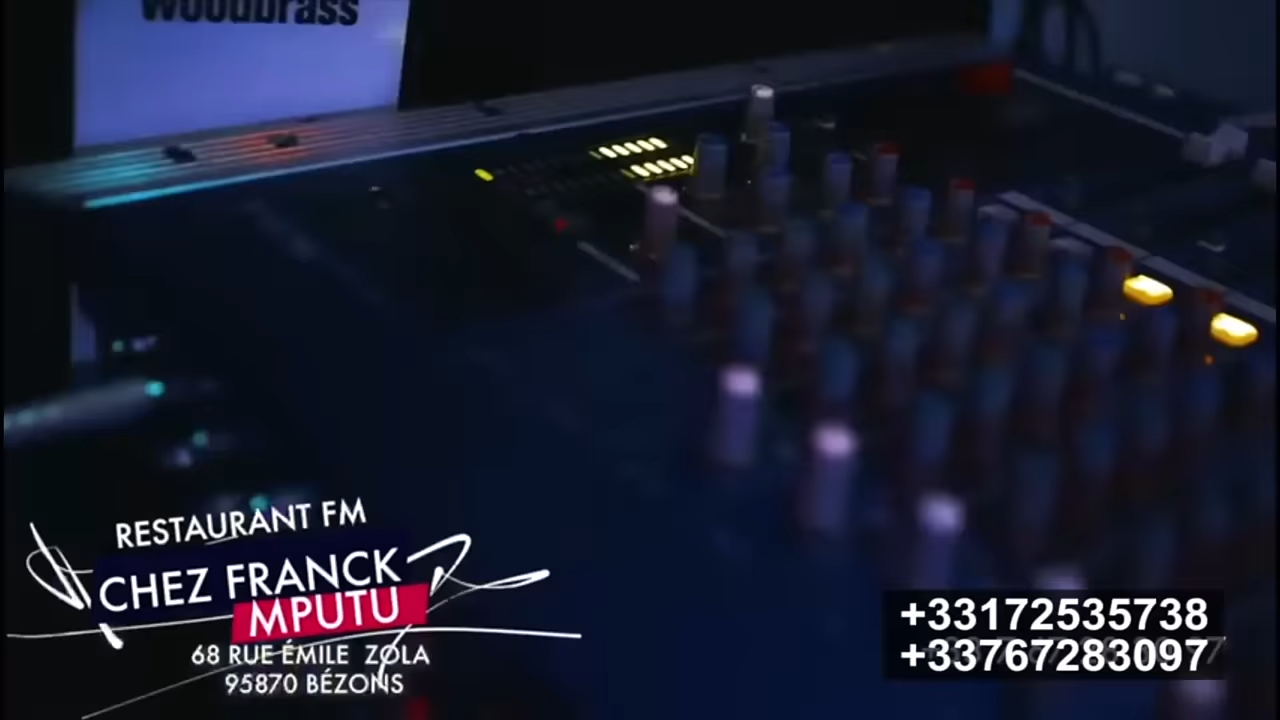 Woodbrass
RESTAURANT FM
CHEZ FRANCK
MPUTU
68 RUE ÉMILE ZOLA
95870 BÉZONS
+33172535738
+33767283097